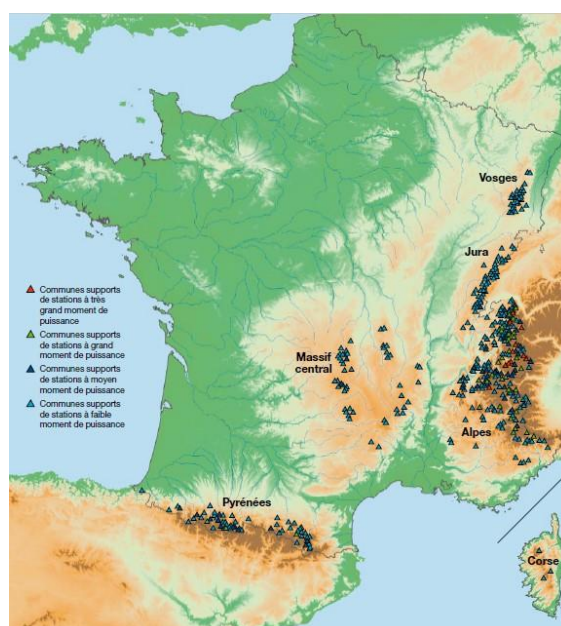 Vosges
Jura
Communes supports
de stations à très
grand moment de
puissance
Communes supports
de stations à grand
moment de puissance
Communes supports
de stations à moyen
moment de puissance
Communes supports
de stations à faible
moment de puissance
Massif
central
Alpes
Pyrénées
Corse